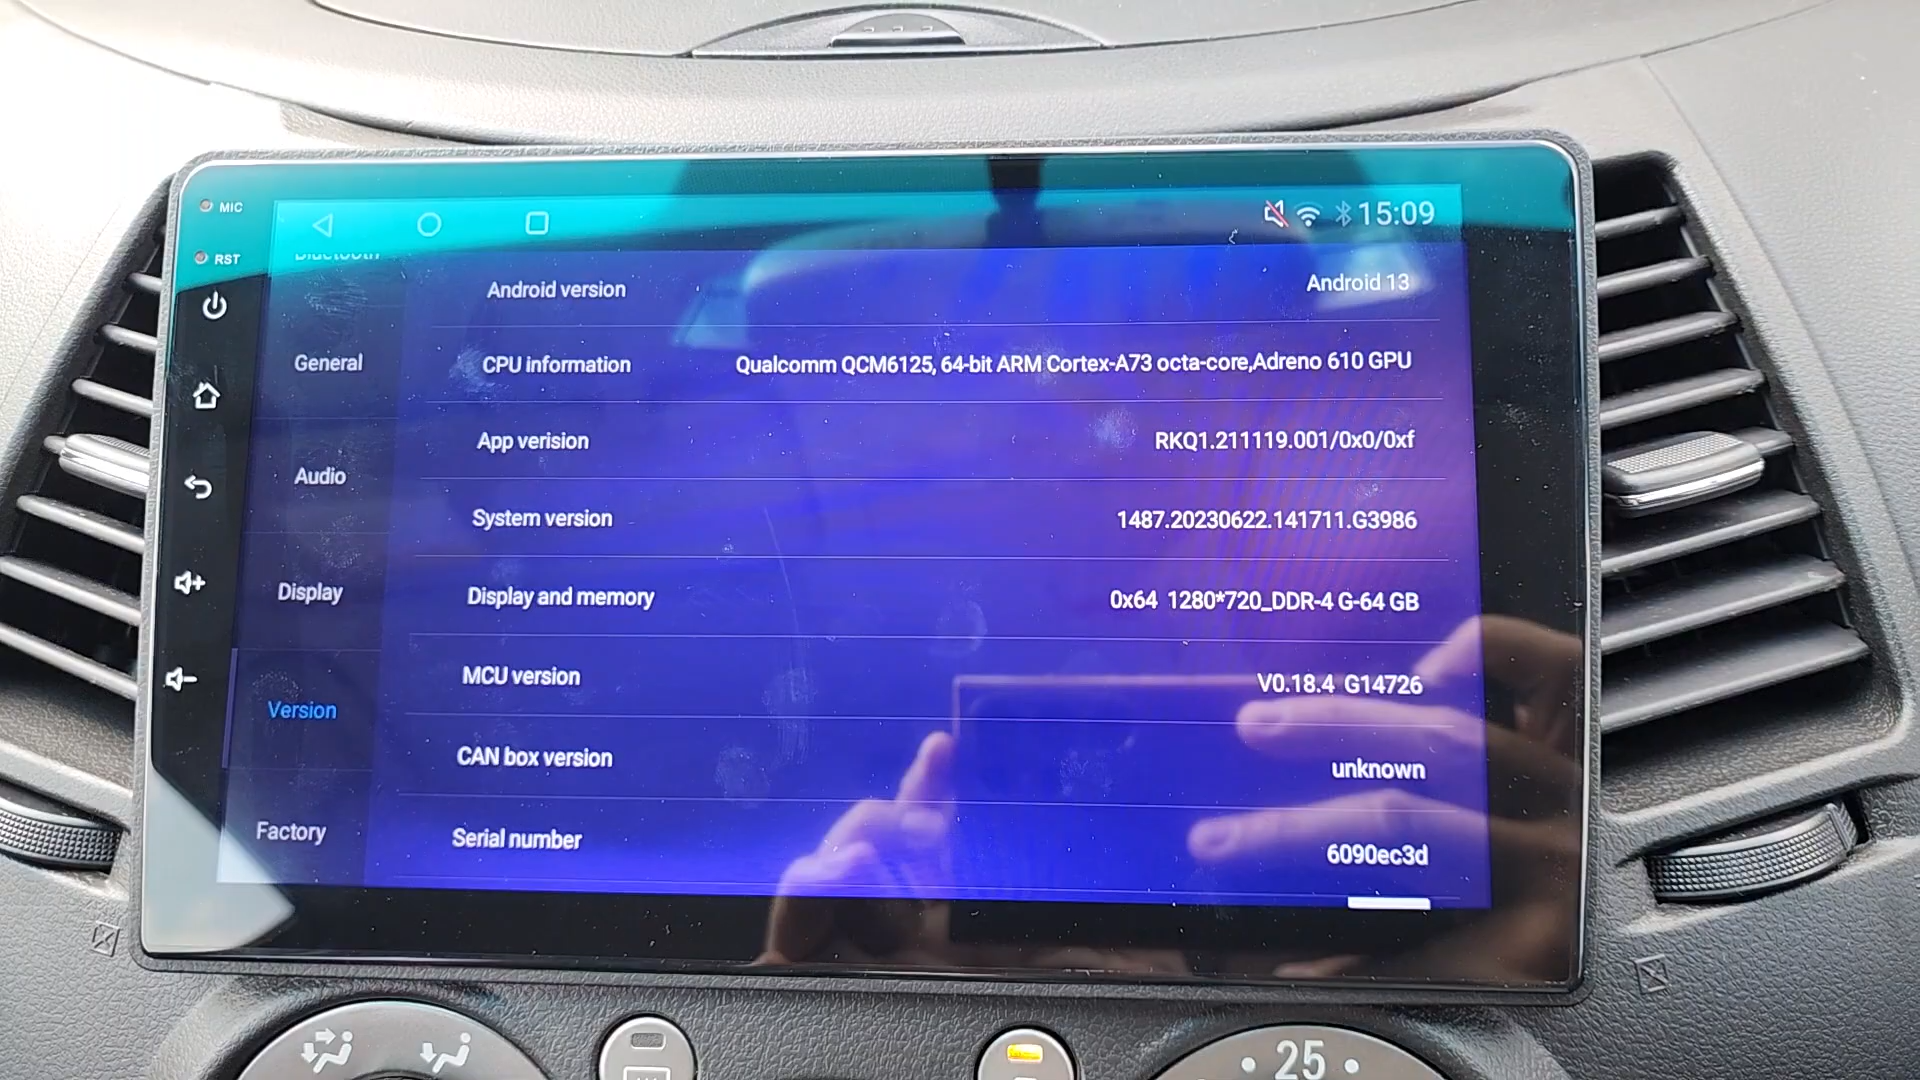 MIC
15:09
RST
Bluetooth
Android version Android 13
General
CPU information Qualcomm QCM6125, 64-bit ARM Cortex-A73 octa-core,Adreno 610 GPU
App verision RKQ1.211119.001/0x0/0xf
Audio
System version 1487.20230622.141711.G3986
Display
Display and memory 0x64 1280*720_DDR-4 G-64 GB
MCU version V0.18.4 G14726
Version
CAN box version unknown
Factory
Serial number 6090ec3d
• 25 •